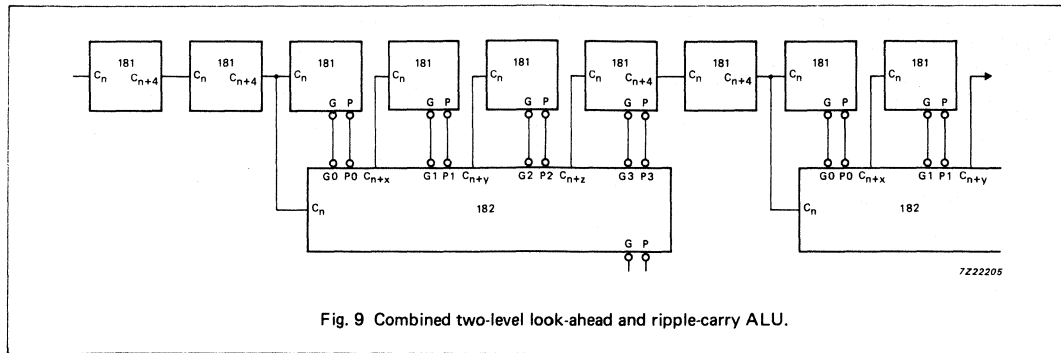 181 181 181 181 181 181 181 181 181
Cn Cn+4 Cn Cn+4 Cn Cn Cn Cn Cn+4 Cn Cn+4 Cn Cn
G P G P G P G P G P G P
G0 P0 Cn+x G1 P1 Cn+y G2 P2 Cn+z G3 P3 G0 P0 Cn+x G1 P1 Cn+y
Cn 182 Cn 182
G P
7Z22205
Fig. 9 Combined two-level look-ahead and ripple-carry ALU.